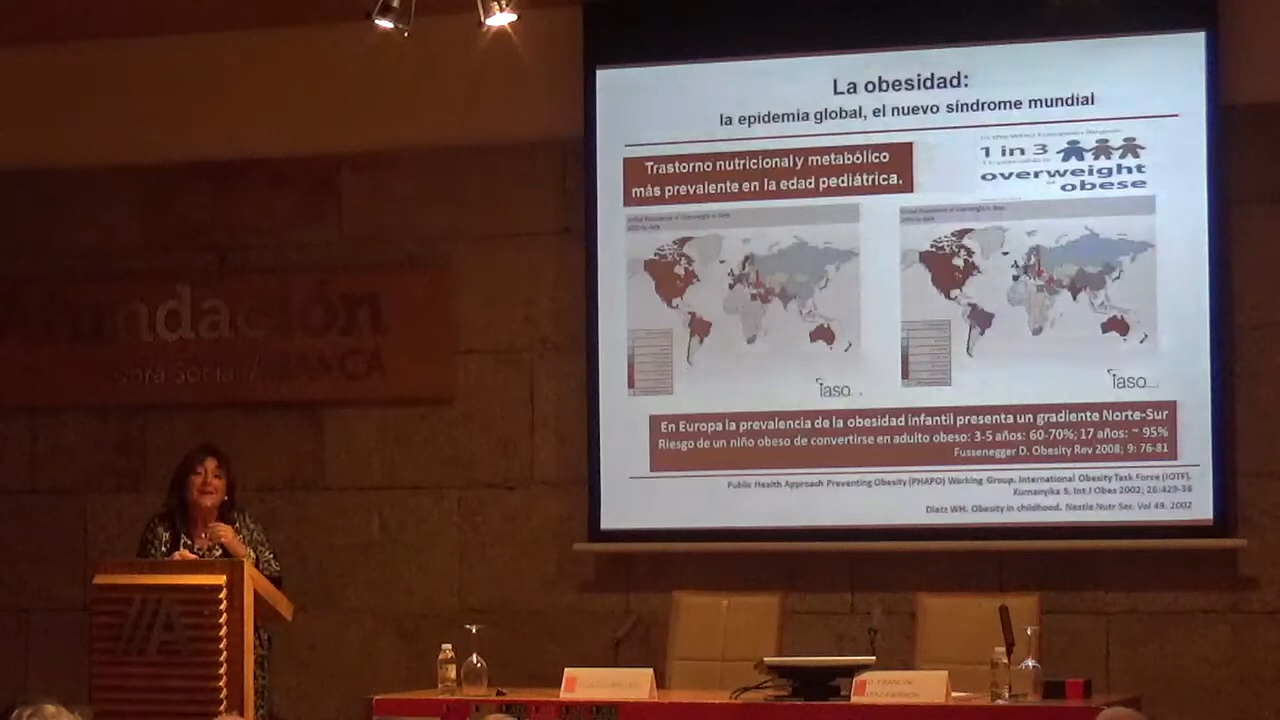 La obesidad:
la epidemia global, el nuevo síndrome mundial
Trastorno nutricional y metabólico
más prevalente en la edad pediátrica.
1 in 3
overweight
or
obese
iaso
iaso
En Europa la prevalencia de la obesidad infantil presenta un gradiente Norte-Sur
Riesgo de un niño obeso de convertirse en adulto obeso: 3-5 años: 60-70%; 17 años: ~ 95%
Fussenegger D. Obesity Rev 2008; 9: 76-81
Public Health Approach Preventing Obesity (PHAPO) Working Group. International Obesity Task Force (IOTF).
Kumanyika S. Int J Obes 2002; 26:429-36
Dietz WH. Obesity in childhood. Nestle Nutr Ser. Vol 49. 2002
Fundación
Obra Social ABANCA